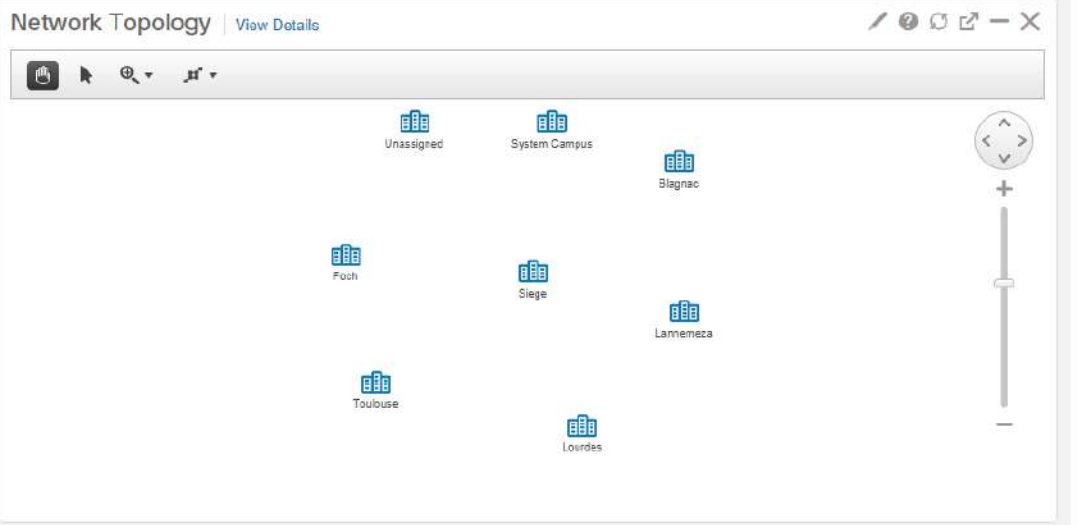 Network Topology View Details
Unassigned
System Campus
Blagnac
Foch
Siege
Lannemeza
Toulouse
Lourdes